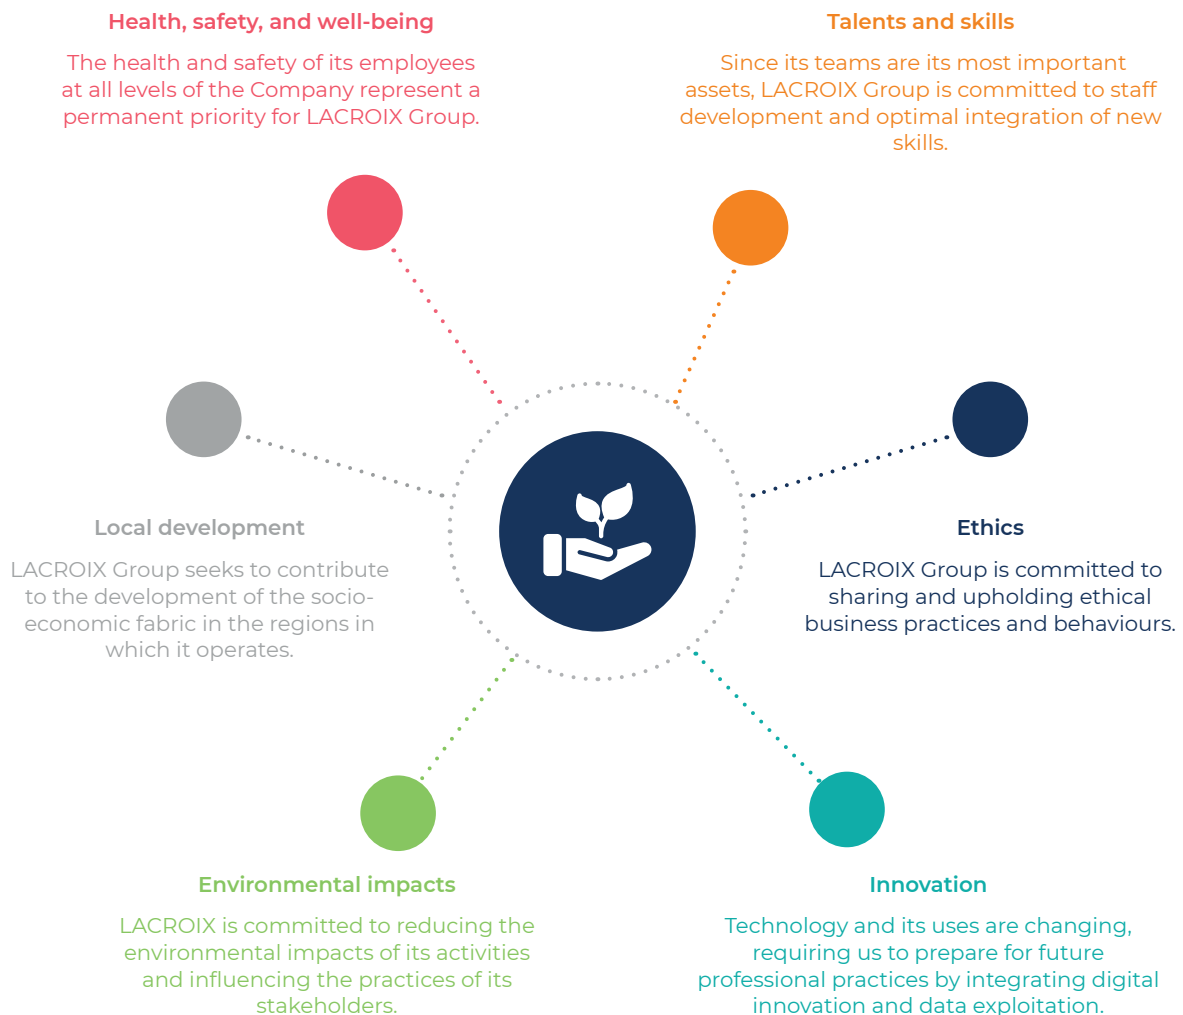 Health, safety, and well-being
The health and safety of its employees
at all levels of the Company represent a
permanent priority for LACROIX Group.
Talents and skills
Since its teams are its most important
assets, LACROIX Group is committed to staff
development and optimal integration of new
skills.
Local development
LACROIX Group seeks to contribute
to the development of the socio-
economic fabric in the regions in
which it operates.
Ethics
LACROIX Group is committed to
sharing and upholding ethical
business practices and behaviours.
Environmental impacts
LACROIX is committed to reducing the
environmental impacts of its activities
and influencing the practices of its
stakeholders.
Innovation
Technology and its uses are changing,
requiring us to prepare for future
professional practices by integrating digital
innovation and data exploitation.